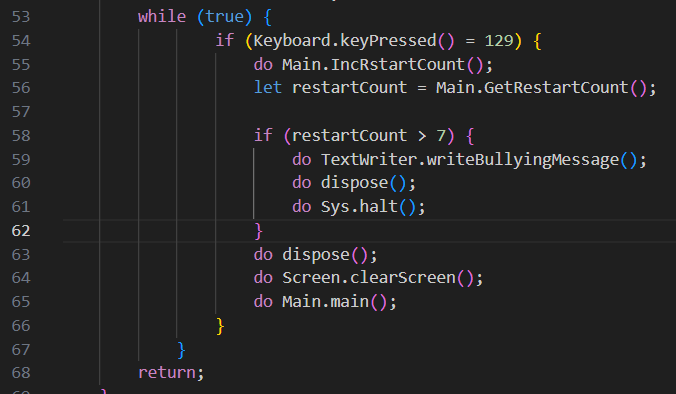 53 while (true) {
54 if (Keyboard.keyPressed() = 129) {
55 do Main.IncRstartCount();
56 let restartCount = Main.GetRestartCount();
57
58 if (restartCount > 7) {
59 do TextWriter.writeBullyingMessage();
60 do dispose();
61 do Sys.halt();
62 }
63 do dispose();
64 do Screen.clearScreen();
65 do Main.main();
66 }
67 }
68 return;